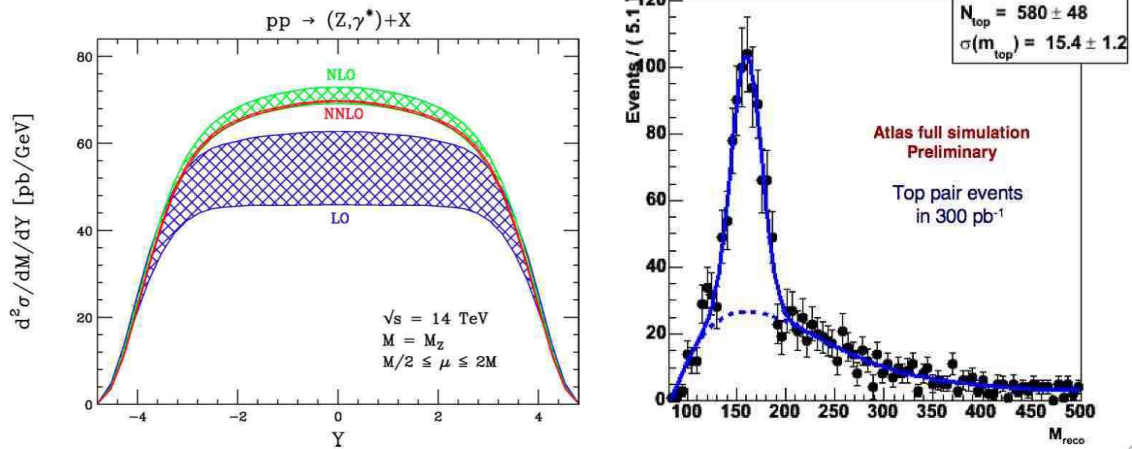 pp → (Z,γ*)+X
d²σ/dM/dY [pb/GeV]
80
60
40
20
0
NLO
NNLO
LO
√s = 14 TeV
M = M_Z
M/2 ≦ μ ≦ 2M
−4
−2
0
2
4
Y
Events / ( 5.1 )
120
100
80
60
40
20
0
N_top = 580 ± 48
σ(m_top) = 15.4 ± 1.2
Atlas full simulation
Preliminary
Top pair events
in 300 pb⁻¹
100 150 200 250 300 350 400 450 500
M_reco